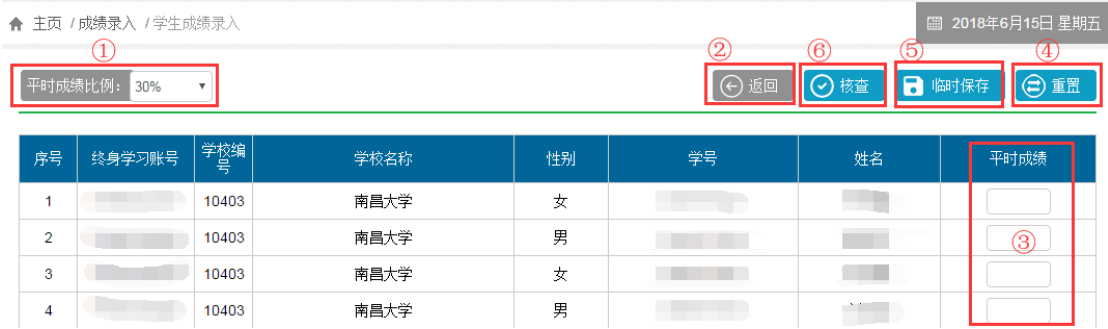 主页 / 成绩录入 / 学生成绩录入
2018年6月15日 星期五
① ② ⑥ ⑤ ④
平时成绩比例： 30% 返回 核查 临时保存 重置
序号 终身学习账号 学校编号 学校名称 性别 学号 姓名 平时成绩
1 10403 南昌大学 女
2 10403 南昌大学 男 ③
3 10403 南昌大学 女
4 10403 南昌大学 男